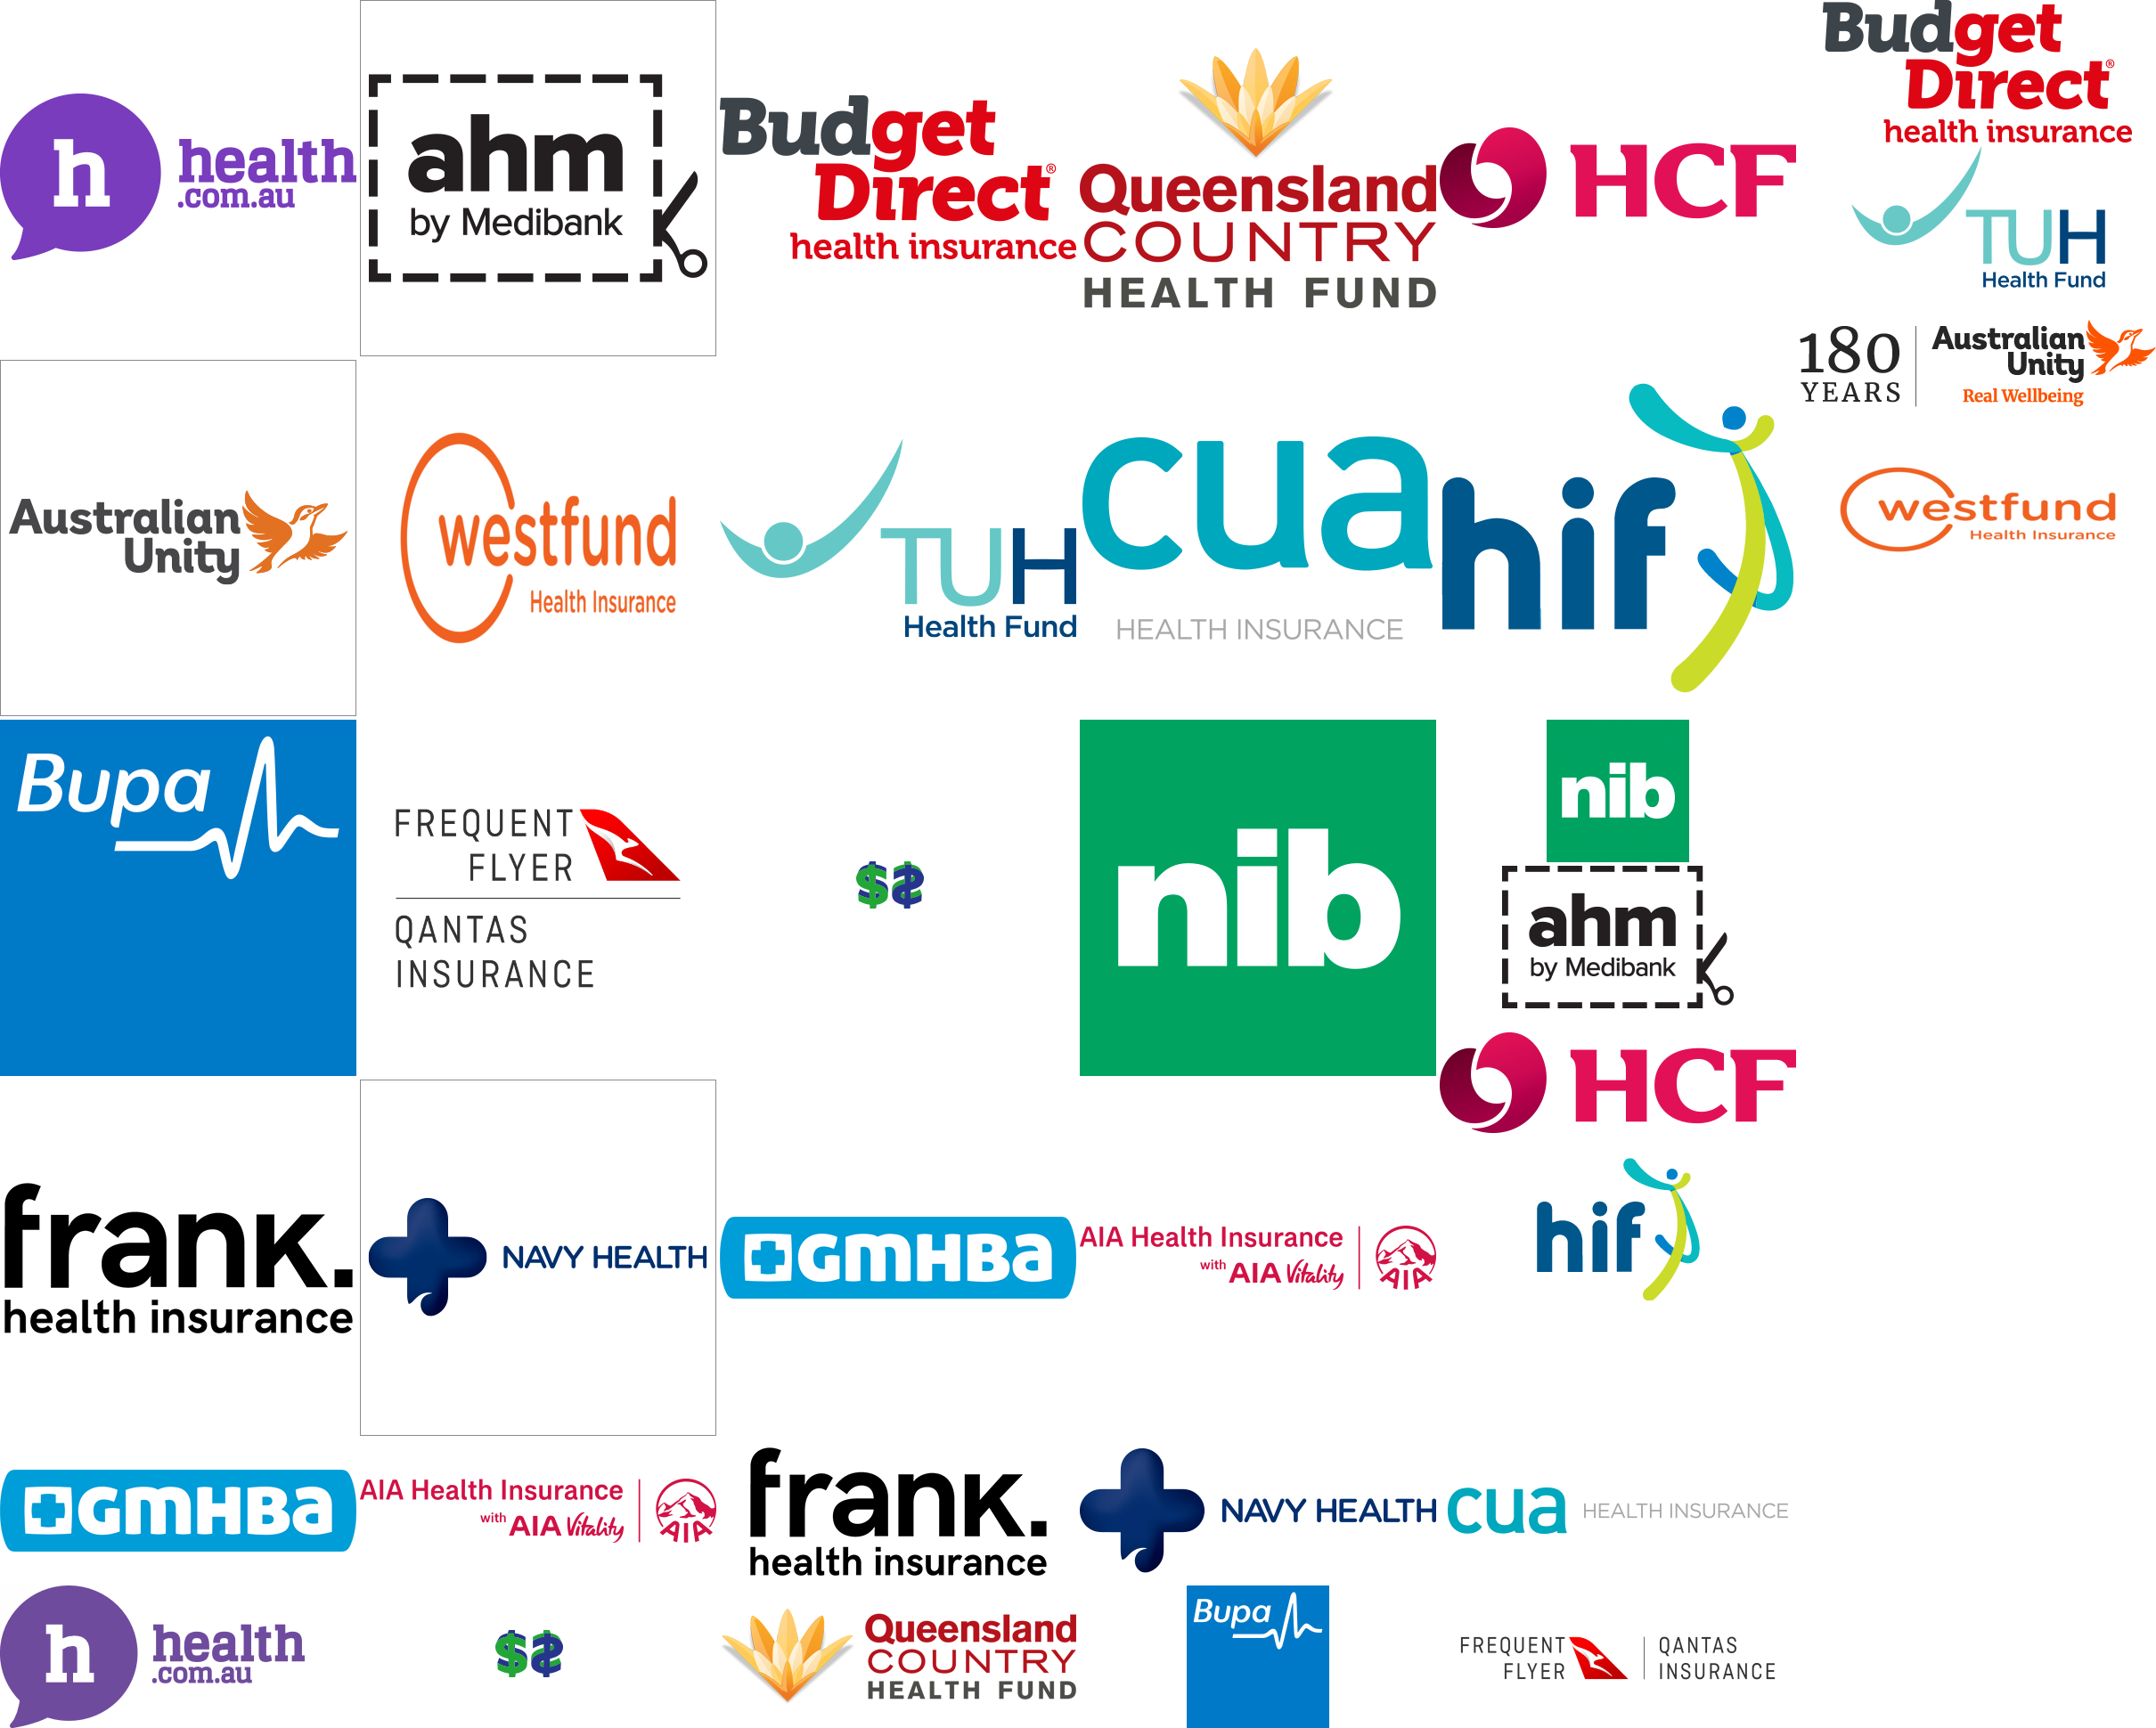 h health
.com.au
ahm
by Medibank
Budget
Direct®
health insurance
Queensland
COUNTRY
HEALTH FUND
HCF
Budget
Direct®
health insurance
TUH
Health Fund
180
YEARS
Australian
Unity
Real Wellbeing
Australian
Unity
westfund
Health Insurance
TUH
Health Fund
cua
HEALTH INSURANCE
hif
westfund
Health Insurance
Bupa
FREQUENT
FLYER
QANTAS
INSURANCE
$$
nib
nib
ahm
by Medibank
HCF
frank.
health insurance
NAVY HEALTH
GMHBa
AIA Health Insurance
with AIA Vitality
AIA
hif
GMHBa
AIA Health Insurance
with AIA Vitality
AIA
frank.
health insurance
NAVY HEALTH
cua HEALTH INSURANCE
h health
.com.au
$$
Queensland
COUNTRY
HEALTH FUND
Bupa
FREQUENT
FLYER
QANTAS
INSURANCE